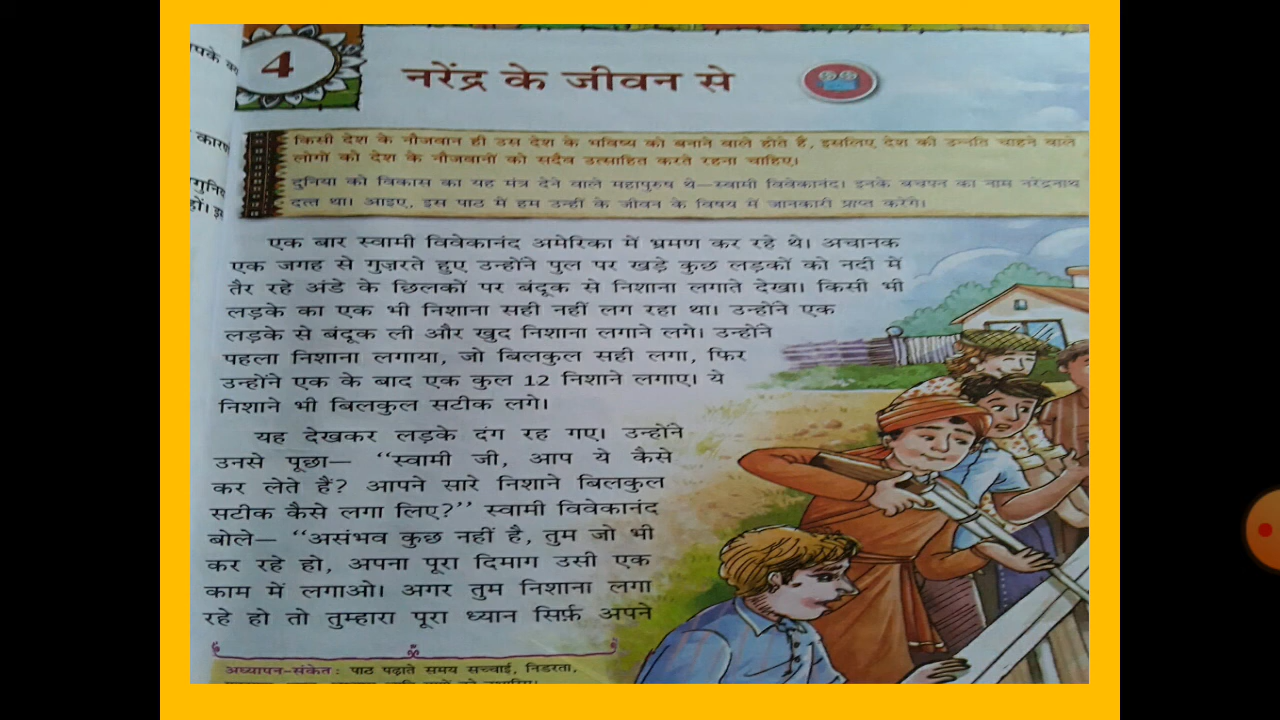 पके
कारण
4
नरेंद्र के जीवन से
किसी देश के नौजवान ही उस देश के भविष्य को बनाने वाले होते हैं, इसलिए देश की उन्नति चाहने वाले
लोगों को देश के नौजवानों को सदैव उत्साहित करते रहना चाहिए।
दुनिया को विकास का यह मंत्र देने वाले महापुरुष थे—स्वामी विवेकानंद। इनके बचपन का नाम नरेंद्रनाथ
दत्त था। आइए, इस पाठ में हम उन्हीं के जीवन के विषय में जानकारी प्राप्त करेंगे।
एक बार स्वामी विवेकानंद अमेरिका में भ्रमण कर रहे थे। अचानक
एक जगह से गुज़रते हुए उन्होंने पुल पर खड़े कुछ लड़कों को नदी में
तैर रहे अंडे के छिलकों पर बंदूक से निशाना लगाते देखा। किसी भी
लड़के का एक भी निशाना सही नहीं लग रहा था। उन्होंने एक
लड़के से बंदूक ली और खुद निशाना लगाने लगे। उन्होंने
पहला निशाना लगाया, जो बिलकुल सही लगा, फिर
उन्होंने एक के बाद एक कुल 12 निशाने लगाए। ये
निशाने भी बिलकुल सटीक लगे।
यह देखकर लड़के दंग रह गए। उन्होंने
उनसे पूछा— ‘‘स्वामी जी, आप ये कैसे
कर लेते हैं? आपने सारे निशाने बिलकुल
सटीक कैसे लगा लिए?’’ स्वामी विवेकानंद
बोले— ‘‘असंभव कुछ नहीं है, तुम जो भी
कर रहे हो, अपना पूरा दिमाग उसी एक
काम में लगाओ। अगर तुम निशाना लगा
रहे हो तो तुम्हारा पूरा ध्यान सिर्फ़ अपने
अध्यापन-संकेत : पाठ पढ़ाते समय सच्चाई, निडरता,